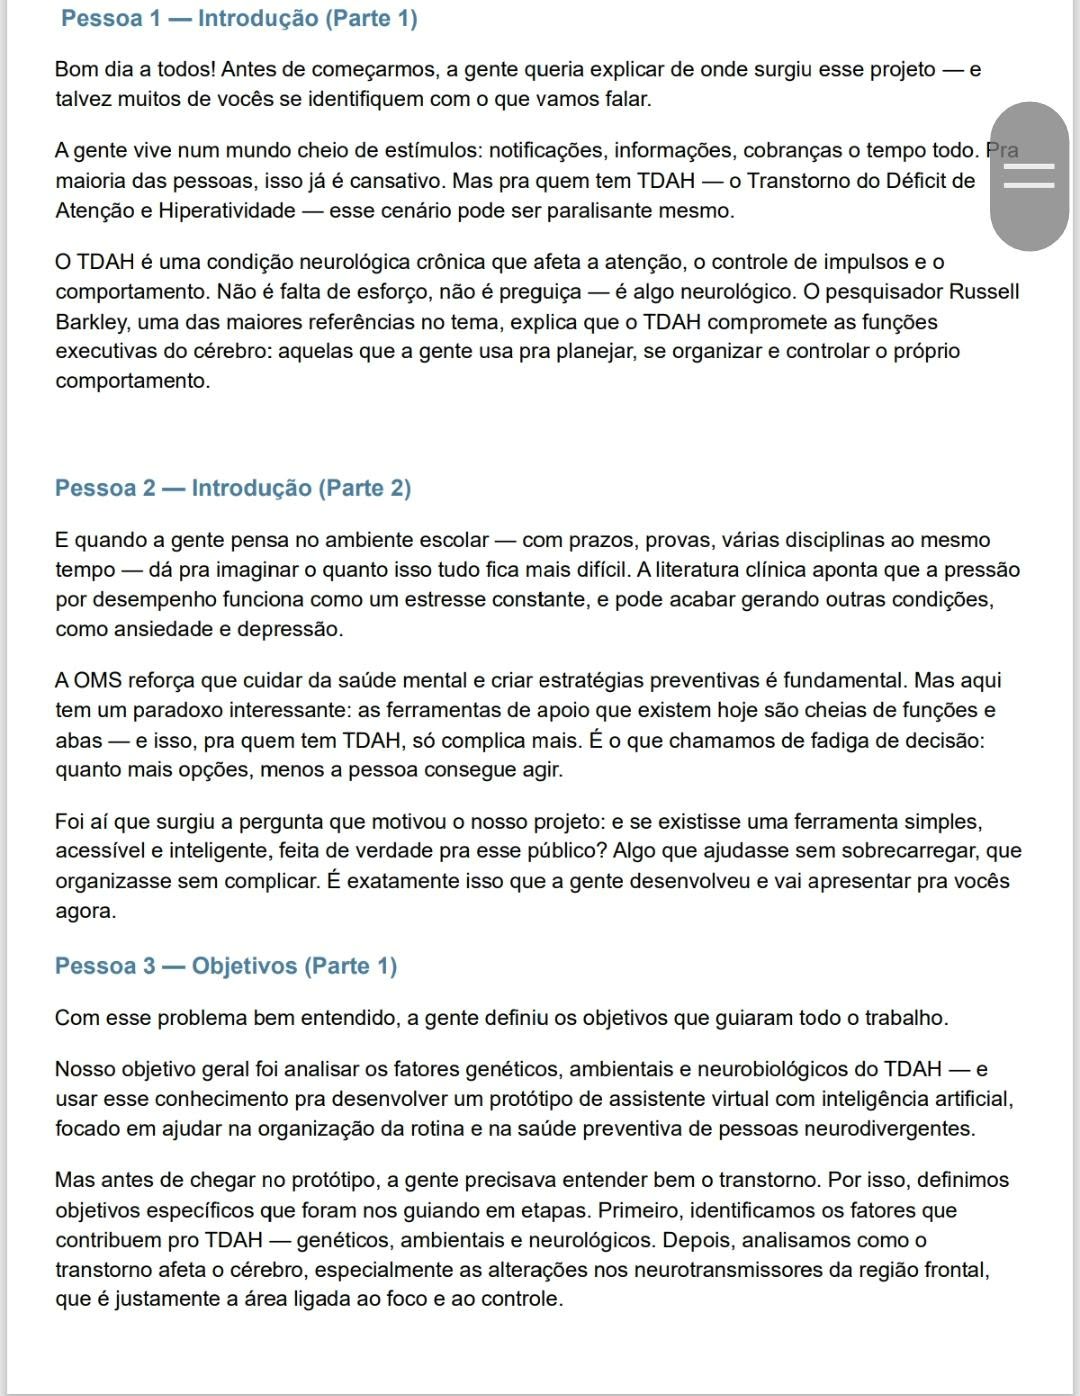 Pessoa 1 — Introdução (Parte 1)
Bom dia a todos! Antes de começarmos, a gente queria explicar de onde surgiu esse projeto — e
talvez muitos de vocês se identifiquem com o que vamos falar.
A gente vive num mundo cheio de estímulos: notificações, informações, cobranças o tempo todo. Pra
maioria das pessoas, isso já é cansativo. Mas pra quem tem TDAH — o Transtorno do Déficit de
Atenção e Hiperatividade — esse cenário pode ser paralisante mesmo.
O TDAH é uma condição neurológica crônica que afeta a atenção, o controle de impulsos e o
comportamento. Não é falta de esforço, não é preguiça — é algo neurológico. O pesquisador Russell
Barkley, uma das maiores referências no tema, explica que o TDAH compromete as funções
executivas do cérebro: aquelas que a gente usa pra planejar, se organizar e controlar o próprio
comportamento.
Pessoa 2 — Introdução (Parte 2)
E quando a gente pensa no ambiente escolar — com prazos, provas, várias disciplinas ao mesmo
tempo — dá pra imaginar o quanto isso tudo fica mais difícil. A literatura clínica aponta que a pressão
por desempenho funciona como um estresse constante, e pode acabar gerando outras condições,
como ansiedade e depressão.
A OMS reforça que cuidar da saúde mental e criar estratégias preventivas é fundamental. Mas aqui
tem um paradoxo interessante: as ferramentas de apoio que existem hoje são cheias de funções e
abas — e isso, pra quem tem TDAH, só complica mais. É o que chamamos de fadiga de decisão:
quanto mais opções, menos a pessoa consegue agir.
Foi aí que surgiu a pergunta que motivou o nosso projeto: e se existisse uma ferramenta simples,
acessível e inteligente, feita de verdade pra esse público? Algo que ajudasse sem sobrecarregar, que
organizasse sem complicar. É exatamente isso que a gente desenvolveu e vai apresentar pra vocês
agora.
Pessoa 3 — Objetivos (Parte 1)
Com esse problema bem entendido, a gente definiu os objetivos que guiaram todo o trabalho.
Nosso objetivo geral foi analisar os fatores genéticos, ambientais e neurobiológicos do TDAH — e
usar esse conhecimento pra desenvolver um protótipo de assistente virtual com inteligência artificial,
focado em ajudar na organização da rotina e na saúde preventiva de pessoas neurodivergentes.
Mas antes de chegar no protótipo, a gente precisava entender bem o transtorno. Por isso, definimos
objetivos específicos que foram nos guiando em etapas. Primeiro, identificamos os fatores que
contribuem pro TDAH — genéticos, ambientais e neurológicos. Depois, analisamos como o
transtorno afeta o cérebro, especialmente as alterações nos neurotransmissores da região frontal,
que é justamente a área ligada ao foco e ao controle.